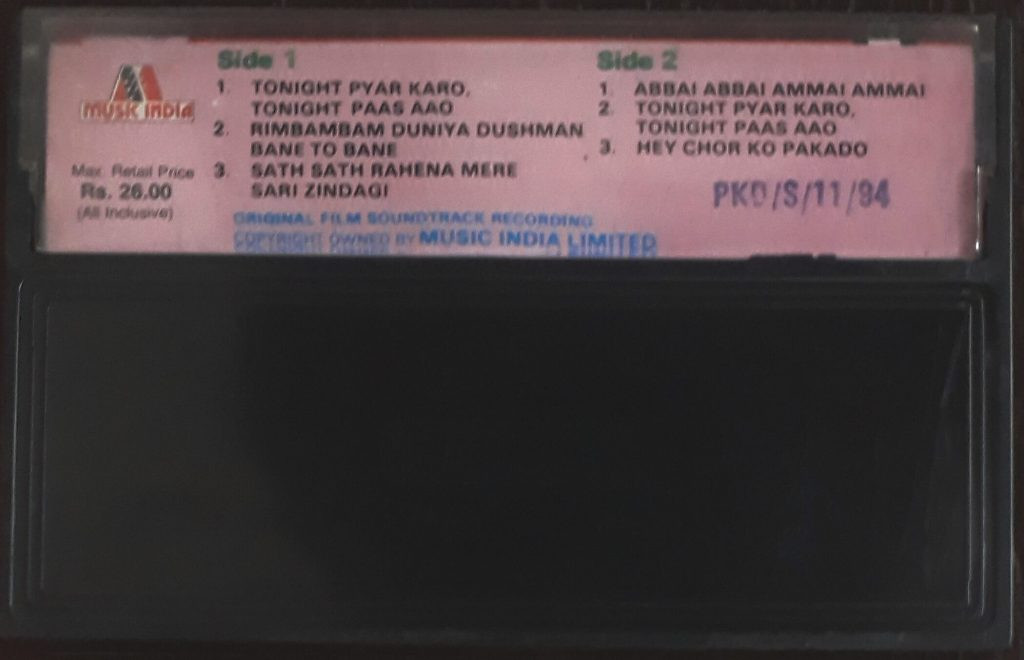 MUSIC INDIA
Max. Retail Price
Rs. 26.00
(All Inclusive)
Side 1
1. TONIGHT PYAR KARO,
TONIGHT PAAS AAO
2. RIMBAMBAM DUNIYA DUSHMAN
BANE TO BANE
3. SATH SATH RAHENA MERE
SARI ZINDAGI
ORIGINAL FILM SOUNDTRACK RECORDING
COPYRIGHT OWNED BY MUSIC INDIA LIMITED
Side 2
1. ABBAI ABBAI AMMAI AMMAI
2. TONIGHT PYAR KARO,
TONIGHT PAAS AAO
3. HEY CHOR KO PAKADO
PKD/S/11/94